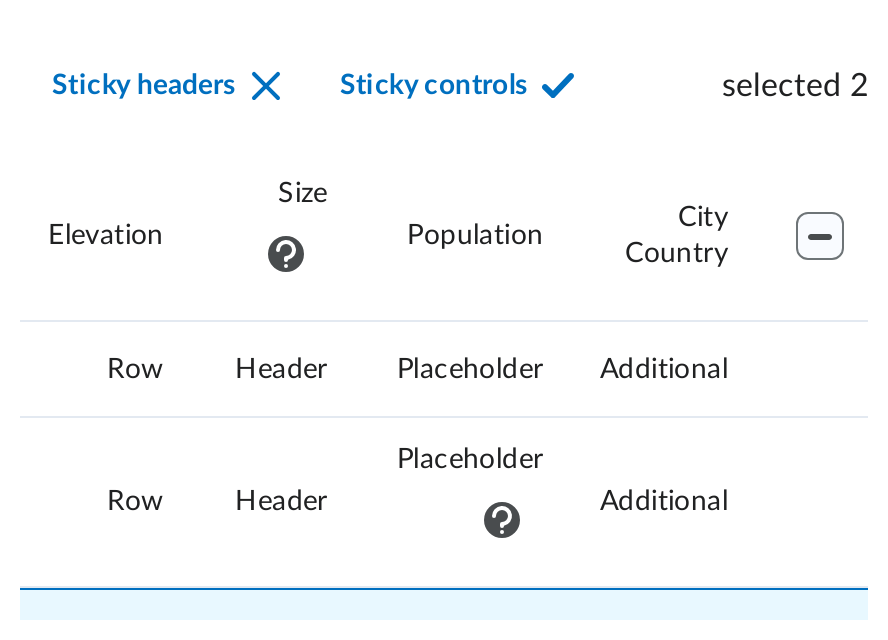 Sticky headers Sticky controls selected 2
Elevation Size Population City Country
Row Header Placeholder Additional
Row Header Placeholder Additional